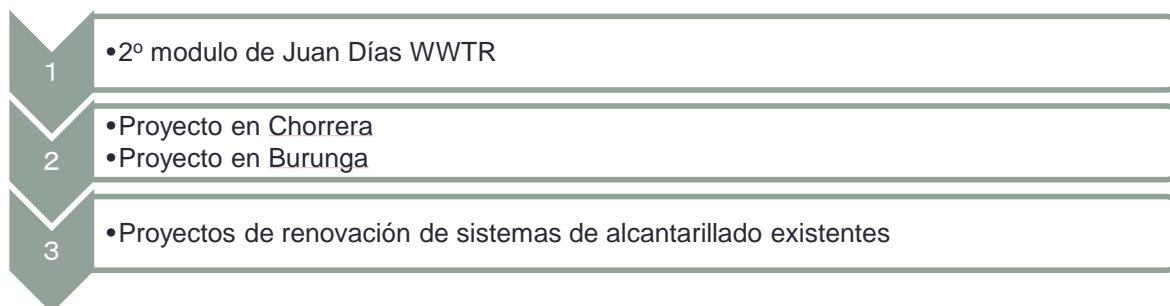 1
•2º modulo de Juan Días WWTR
2
•Proyecto en Chorrera
•Proyecto en Burunga
3
•Proyectos de renovación de sistemas de alcantarillado existentes